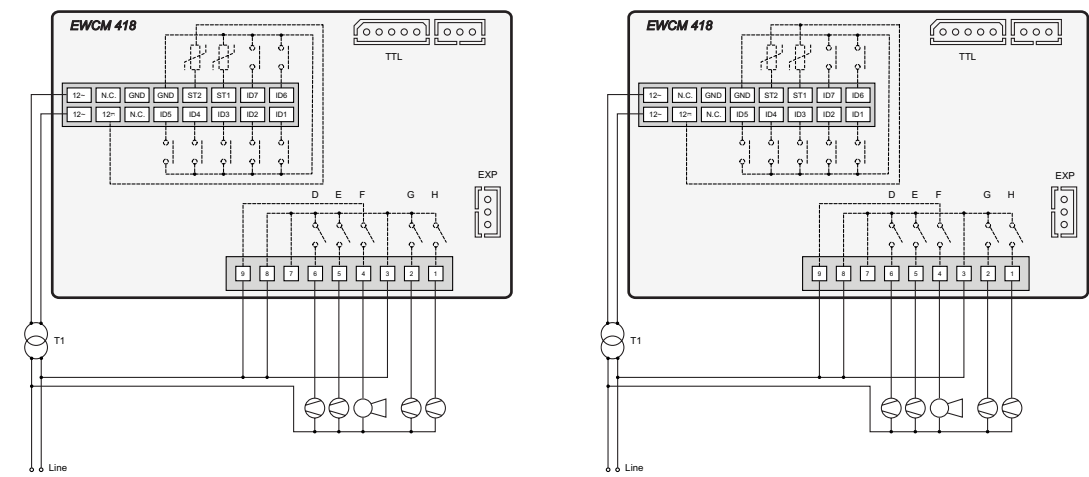 EWCM 418
TTL
12~ N.C. GND GND ST2 ST1 ID7 ID6
12~ 12= N.C. ID5 ID4 ID3 ID2 ID1
EXP
D E F G H
9 8 7 6 5 4 3 2 1
T1
Line
EWCM 418
TTL
12~ N.C. GND GND ST2 ST1 ID7 ID6
12~ 12= N.C. ID5 ID4 ID3 ID2 ID1
EXP
D E F G H
9 8 7 6 5 4 3 2 1
T1
Line